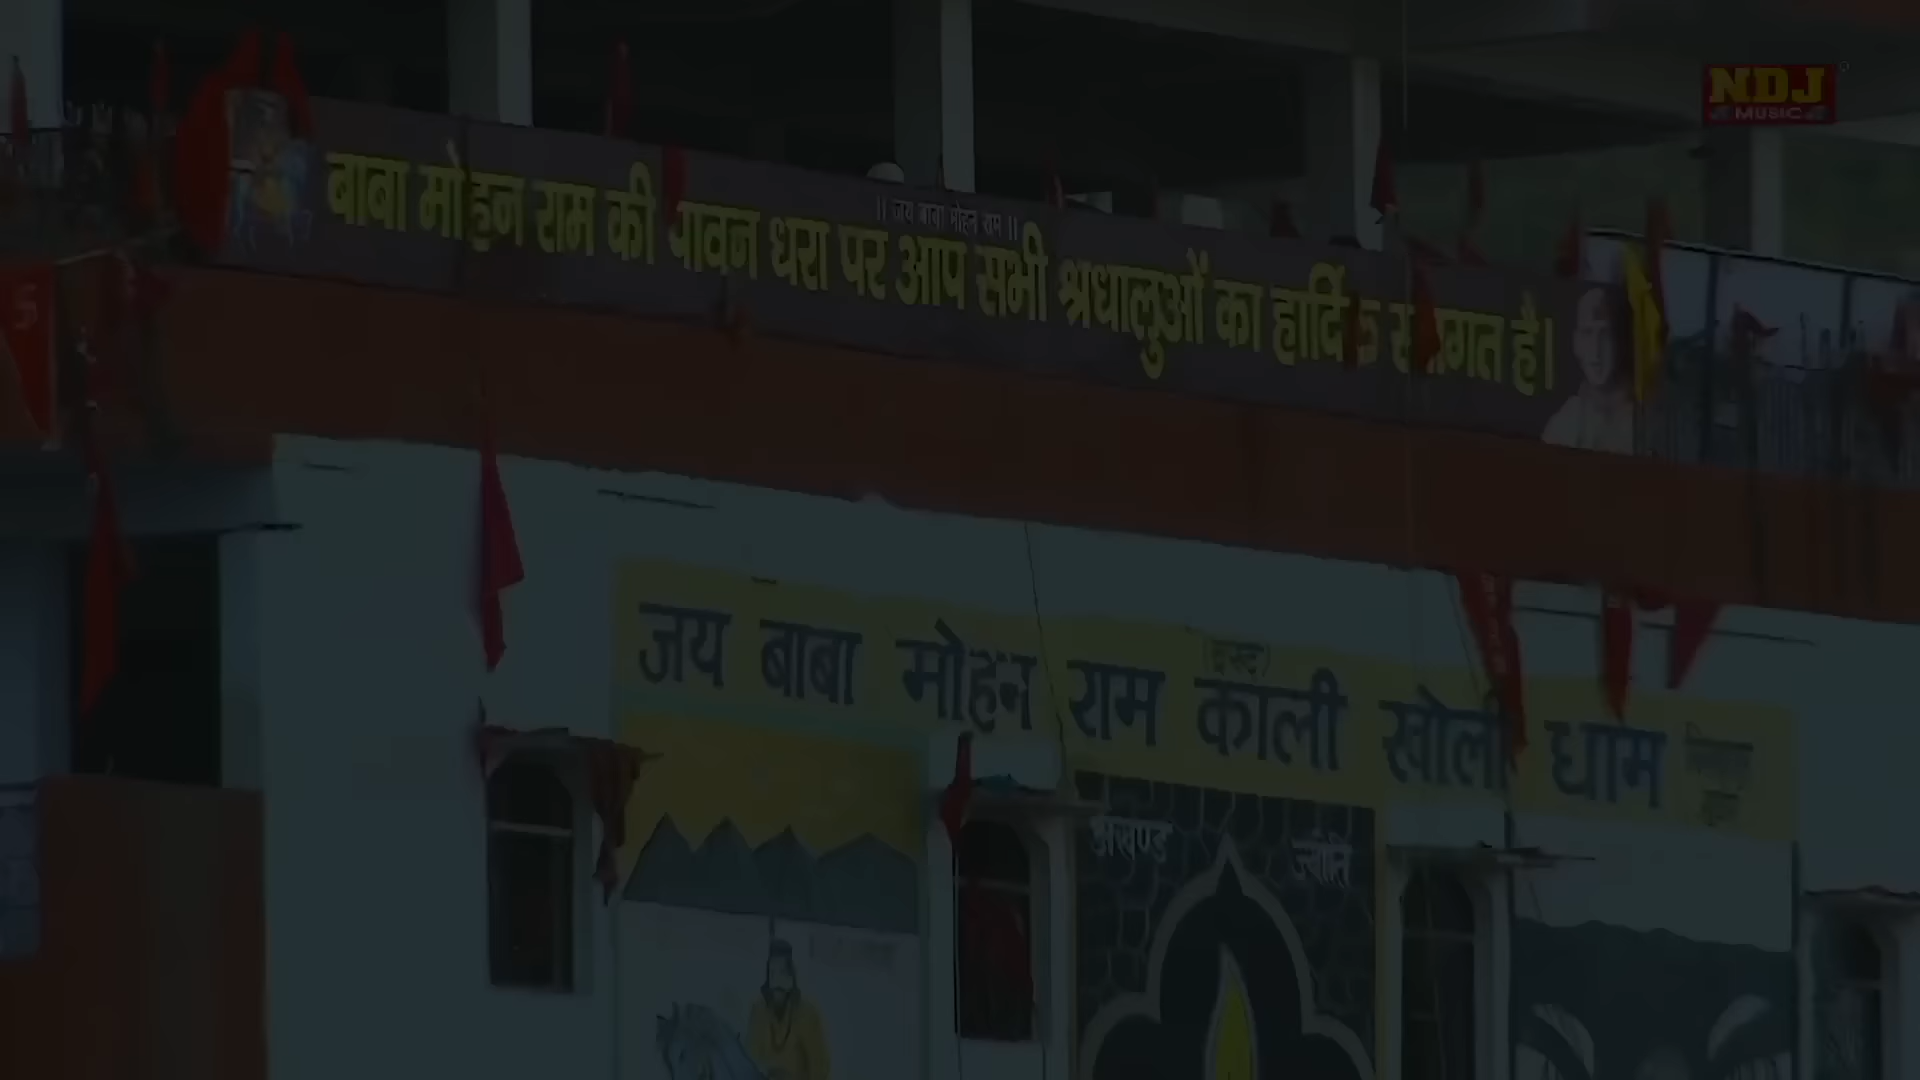 NDJ
MUSIC
|| जय बाबा मोहन राम ||
बाबा मोहन राम की पावन धरा पर आप सभी श्रधालुओं का हार्दिक स्वागत है।
जय बाबा मोहन राम काली खोली धाम
अखण्ड ज्योति